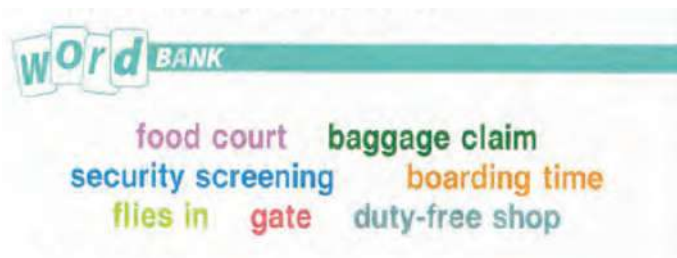 word BANK
food court baggage claim
security screening boarding time
flies in gate duty-free shop